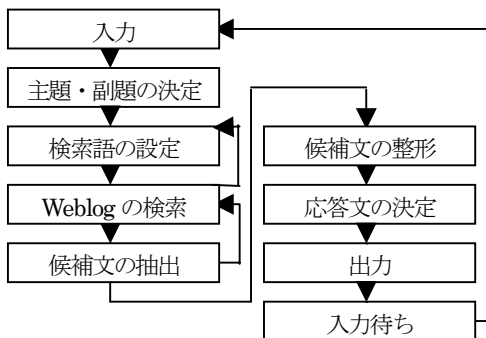 入力
主題・副題の決定
検索語の設定
Weblog の検索
候補文の抽出
候補文の整形
応答文の決定
出力
入力待ち